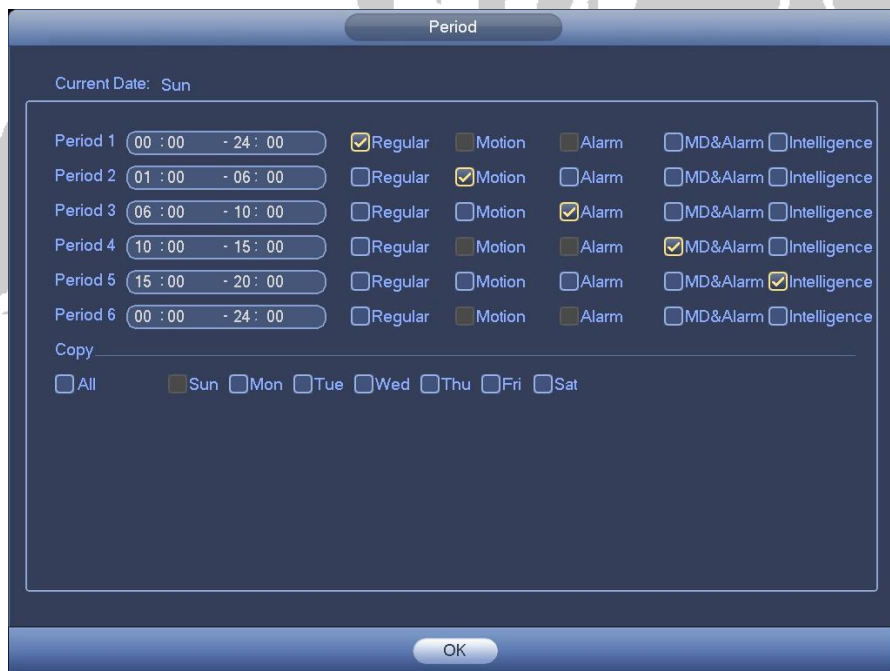 Period
Current Date: Sun
Period 1 00 :00 - 24 : 00 Regular Motion Alarm MD&Alarm Intelligence
Period 2 01 :00 - 06 : 00 Regular Motion Alarm MD&Alarm Intelligence
Period 3 06 :00 - 10 : 00 Regular Motion Alarm MD&Alarm Intelligence
Period 4 10 :00 - 15 : 00 Regular Motion Alarm MD&Alarm Intelligence
Period 5 15 :00 - 20 : 00 Regular Motion Alarm MD&Alarm Intelligence
Period 6 00 :00 - 24 : 00 Regular Motion Alarm MD&Alarm Intelligence
Copy
All Sun Mon Tue Wed Thu Fri Sat
OK